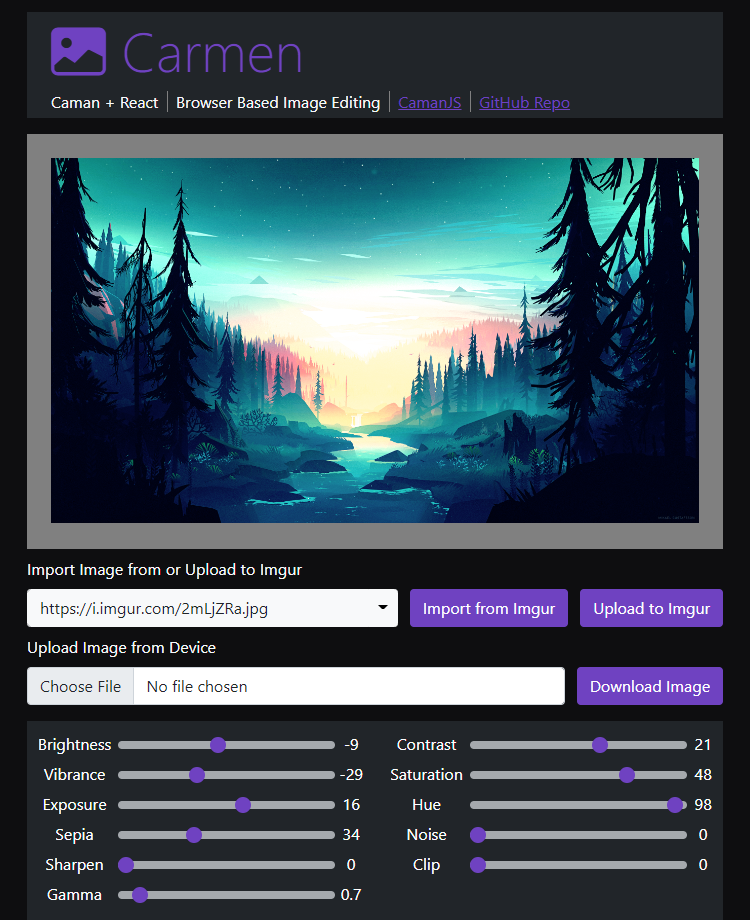 Carmen
Caman + React | Browser Based Image Editing | CamanJS | GitHub Repo
Import Image from or Upload to Imgur
https://i.imgur.com/2mLjZRa.jpg Import from Imgur Upload to Imgur
Upload Image from Device
Choose File No file chosen Download Image
Brightness -9 Contrast 21
Vibrance -29 Saturation 48
Exposure 16 Hue 98
Sepia 34 Noise 0
Sharpen 0 Clip 0
Gamma 0.7